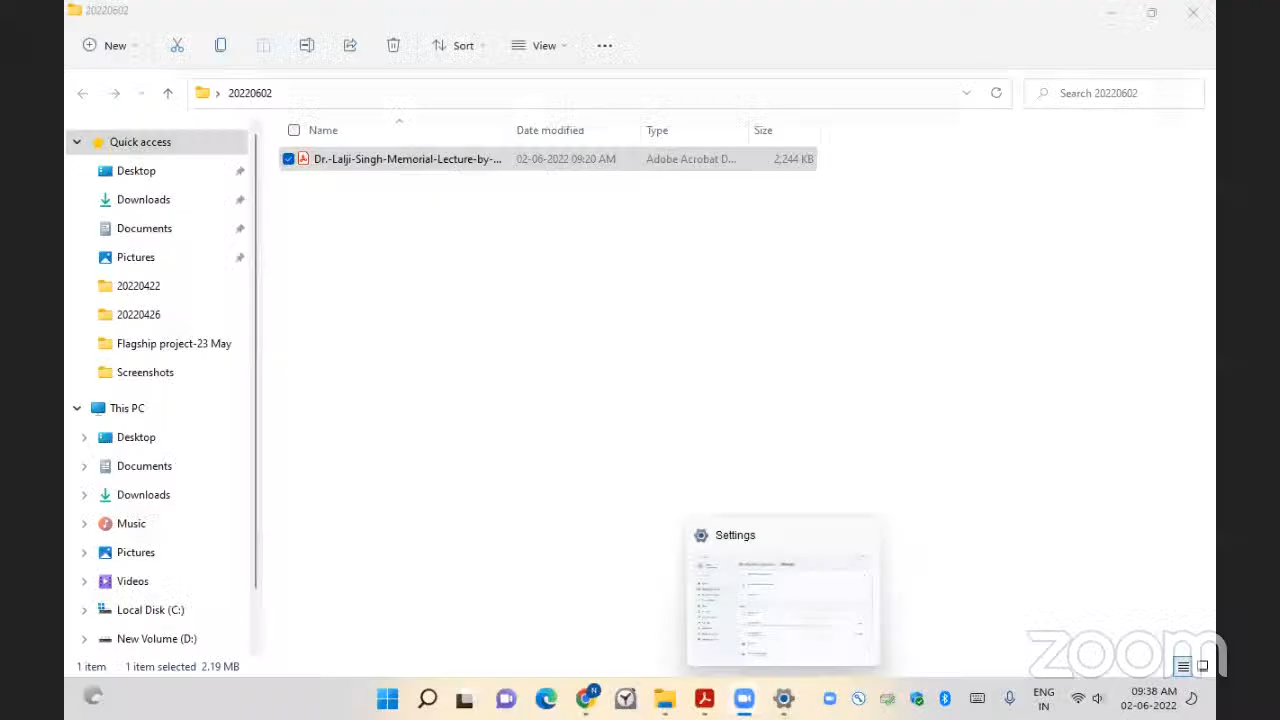 20220602
New
Sort
View
20220602
Search 20220602
Name
Date modified
Type
Size
Quick access
Dr.-Lalji-Singh-Memorial-Lecture-by-...
02-06-2022 09:20 AM
Adobe Acrobat D...
2,244 KB
Desktop
Downloads
Documents
Pictures
20220422
20220426
Flagship project-23 May
Screenshots
This PC
Desktop
Documents
Downloads
Music
Pictures
Videos
Local Disk (C:)
New Volume (D:)
Settings
1 item
1 item selected 2.19 MB
zoom
N
ENG
IN
09:38 AM
02-06-2022